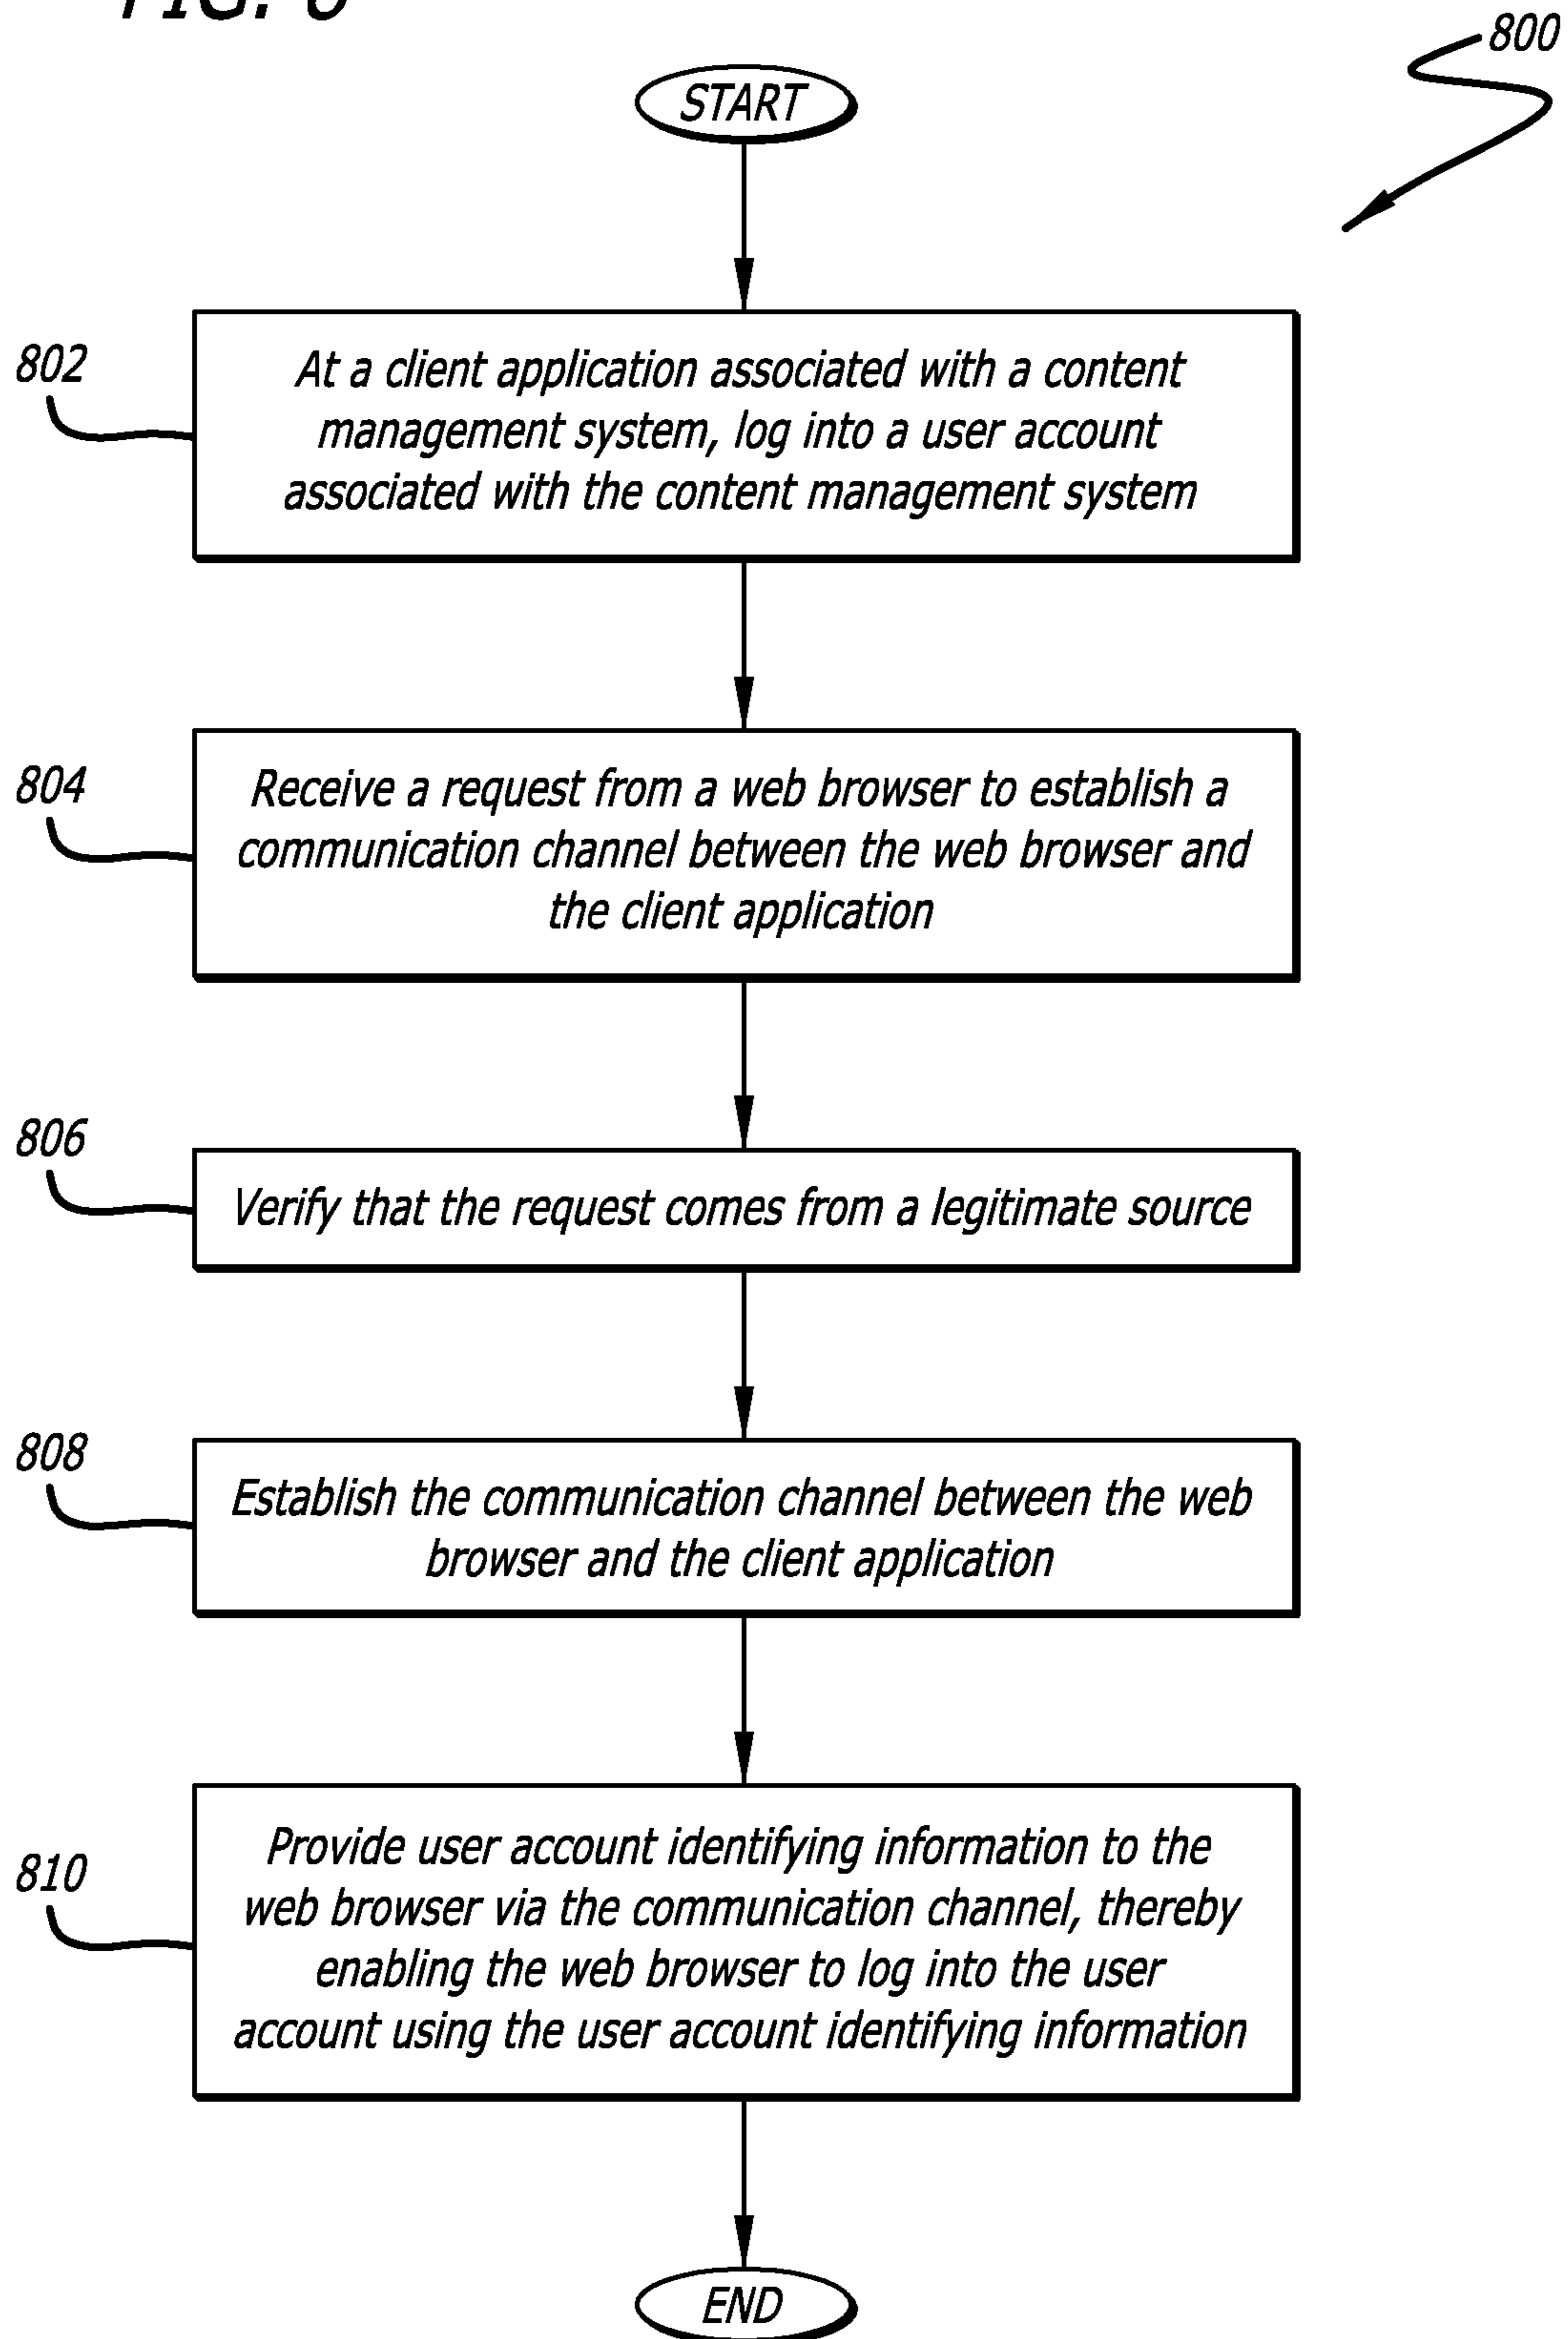 FIG. 8
800
START
802
At a client application associated with a content
management system, log into a user account
associated with the content management system
804
Receive a request from a web browser to establish a
communication channel between the web browser and
the client application
806
Verify that the request comes from a legitimate source
808
Establish the communication channel between the web
browser and the client application
810
Provide user account identifying information to the
web browser via the communication channel, thereby
enabling the web browser to log into the user
account using the user account identifying information
END